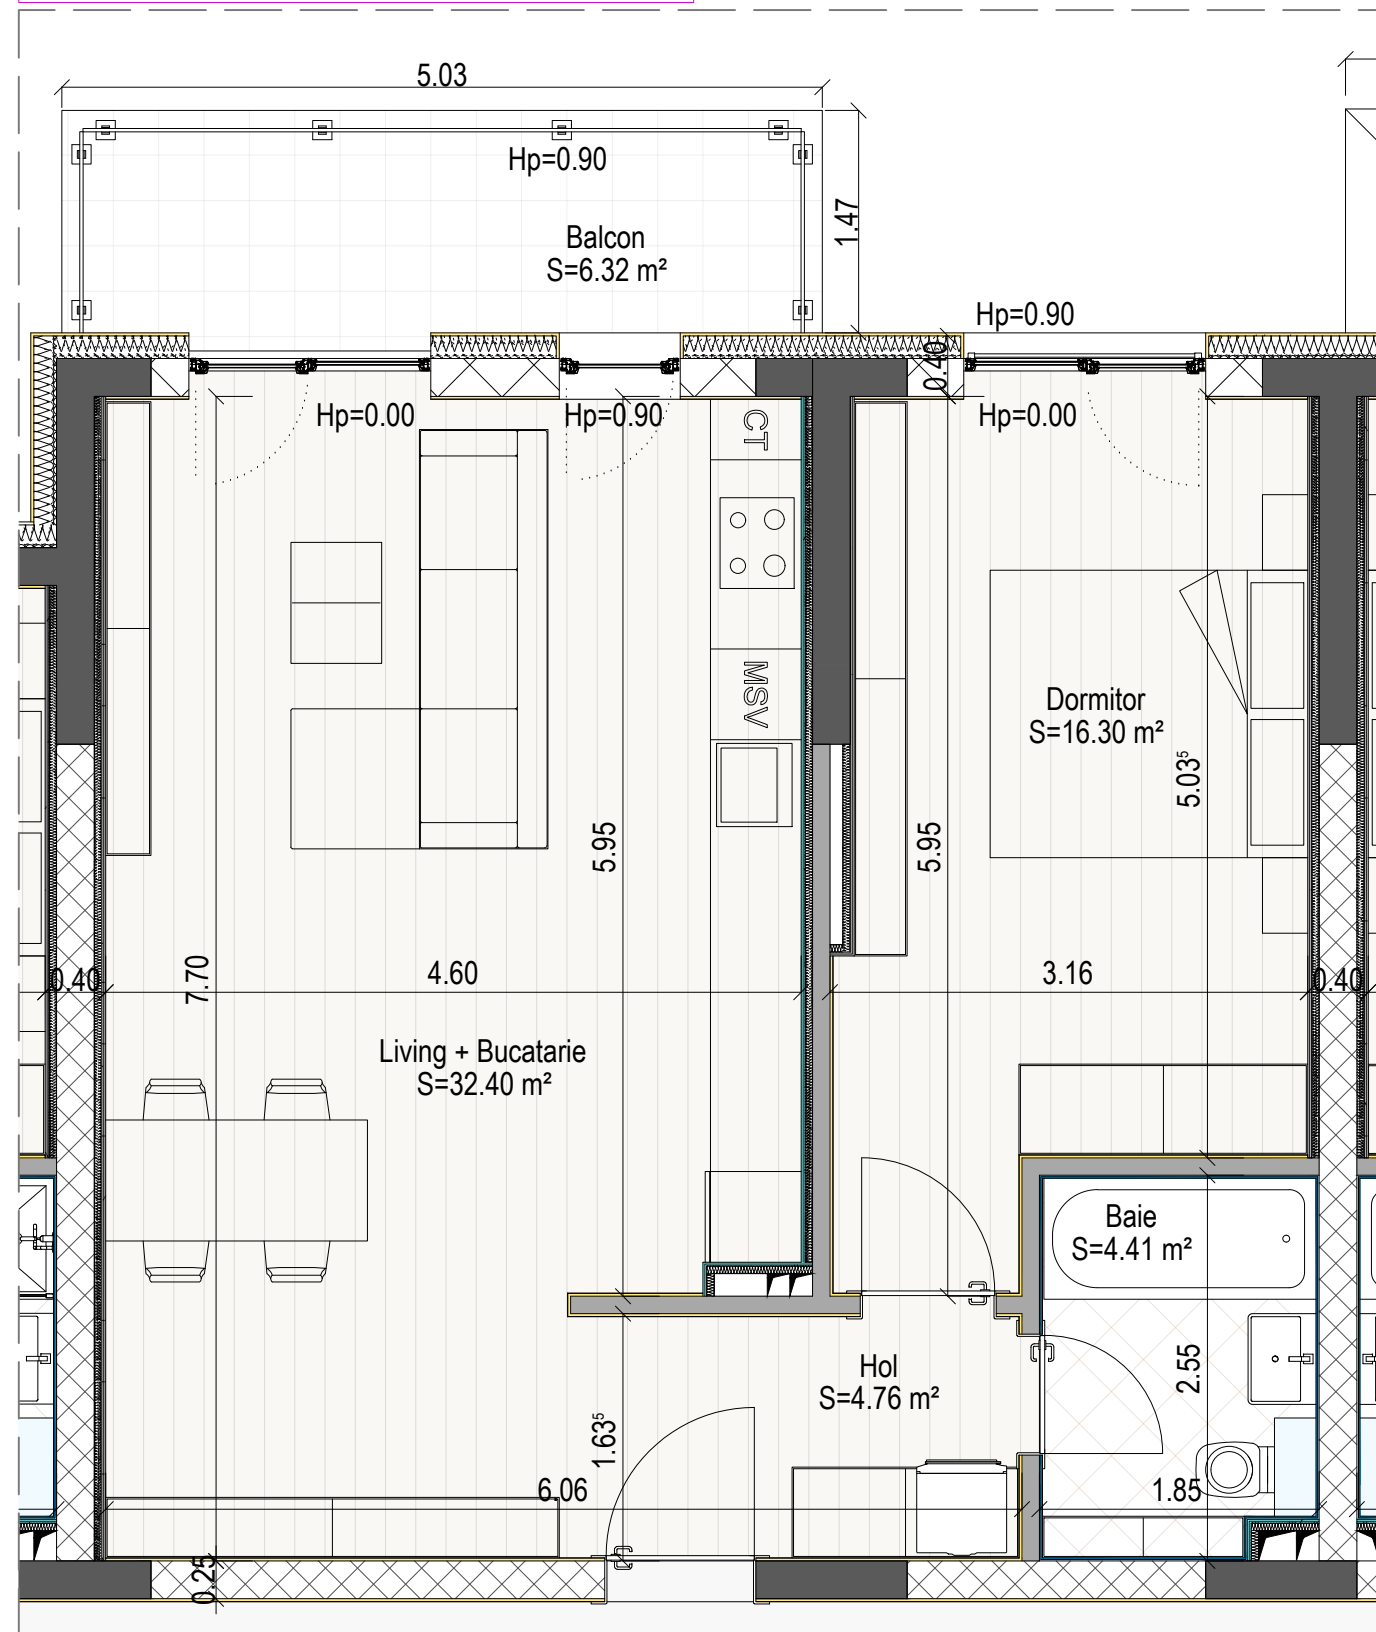 5.03
Hp=0.90
1.47
Balcon
S=6.32 m²
Hp=0.90
0.40
Hp=0.00
Hp=0.90
CT
Hp=0.00
MSV
Dormitor
S=16.30 m²
5.03⁵
5.95
5.95
7.70
0.40
4.60
3.16
0.40
Living + Bucatarie
S=32.40 m²
Baie
S=4.41 m²
Hol
S=4.76 m²
2.55
1.63⁵
6.06
1.85
0.25